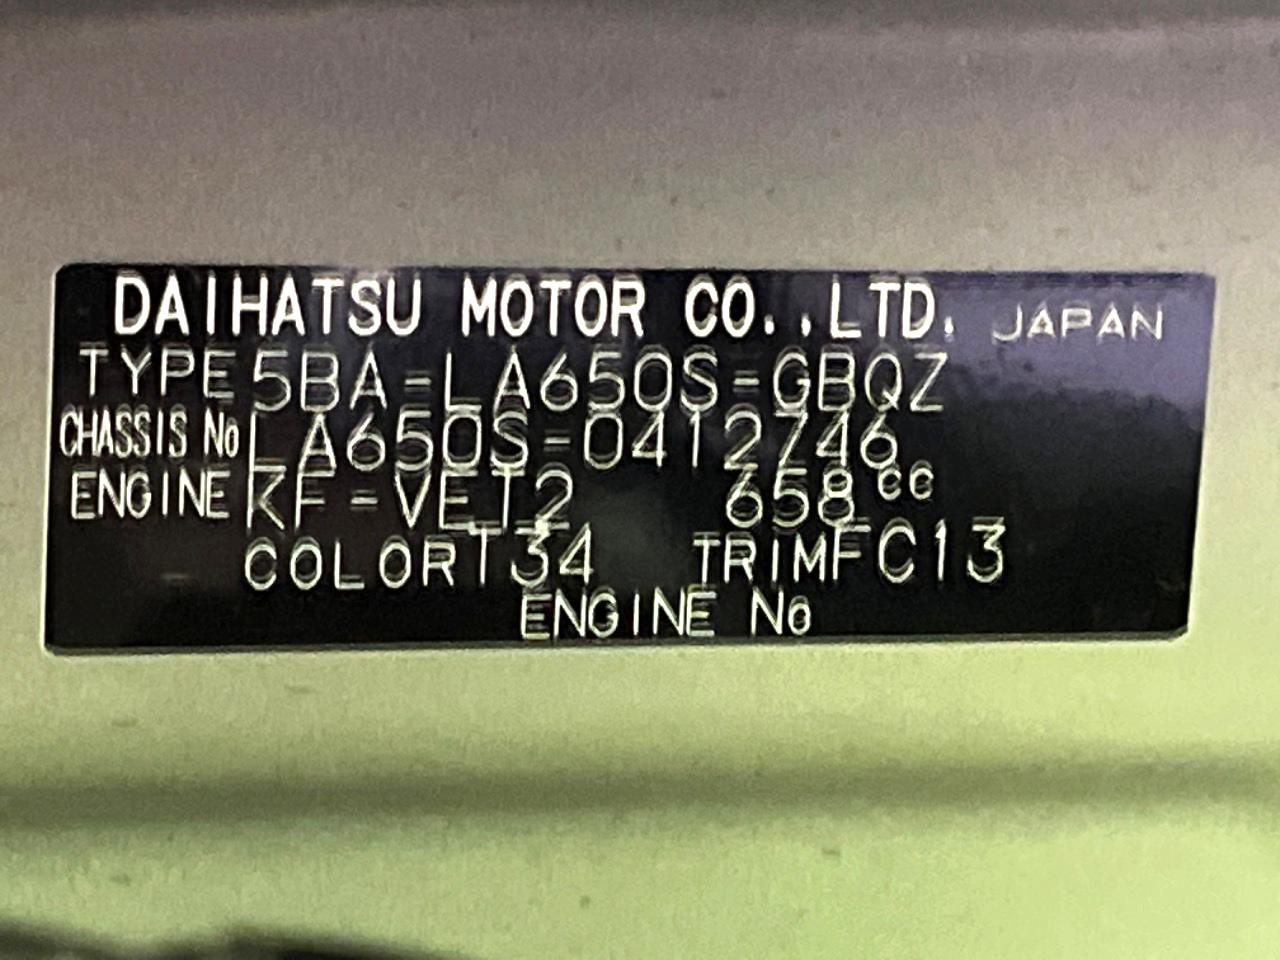 DAIHATSU MOTOR CO.,LTD. JAPAN
TYPE 5BA-LA650S-GBQZ
CHASSIS No LA650S-0412746
ENGINE KF-VET2 658cc
COLOR T34 TRIM FC13
ENGINE No